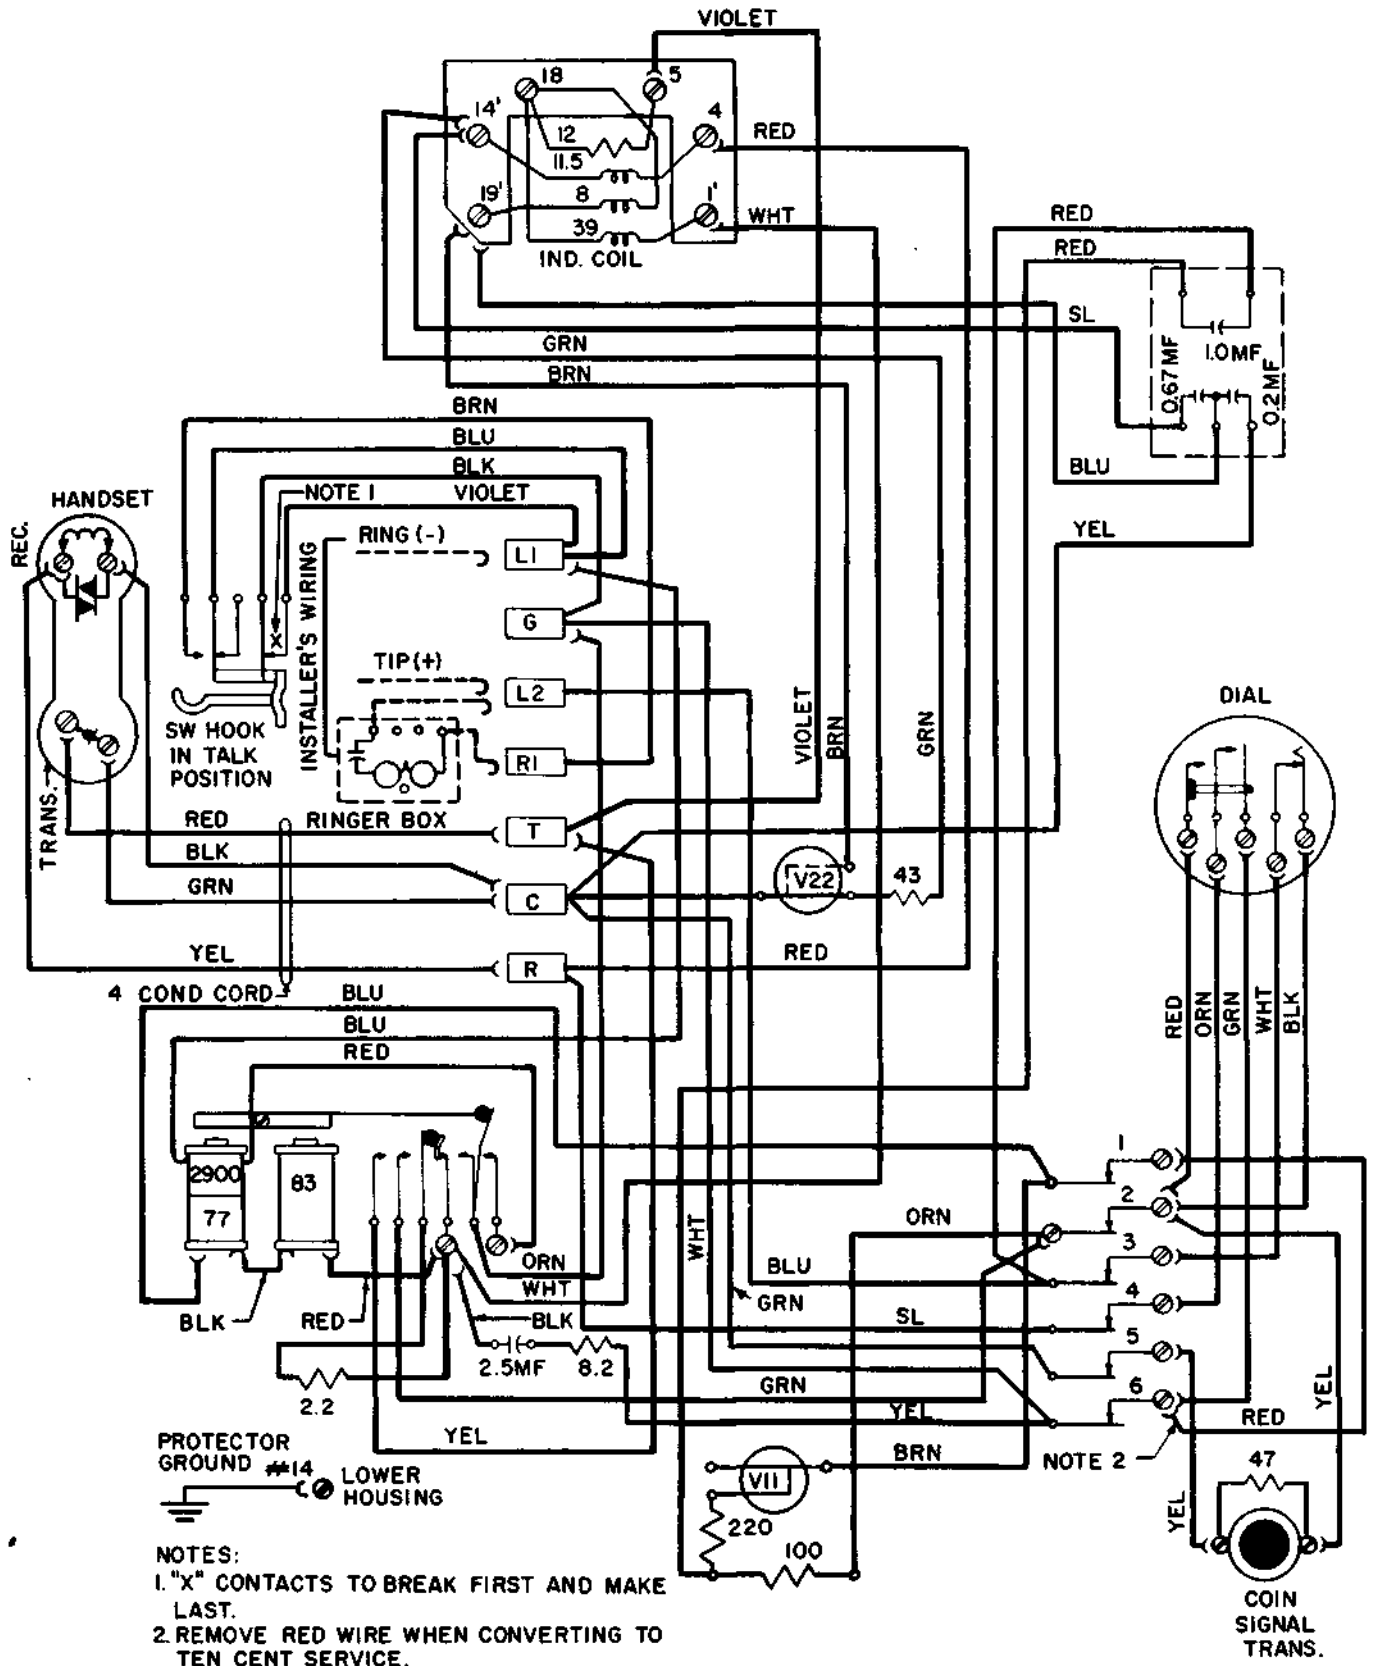 VIOLET
18
5
14'
4
RED
12
11.5
19'
8
1'
39
WHT
IND. COIL
RED
RED
SL
1.0MF
0.67MF
0.2MF
GRN
BRN
BRN
BLU
BLK
BLU
NOTE 1
VIOLET
HANDSET
REC.
YEL
RING (-)
L1
X
G
INSTALLER'S WIRING
TIP(+)
L2
SW HOOK
IN TALK
POSITION
VIOLET
BRN
GRN
DIAL
R1
TRANS.
RED
RINGER BOX
T
BLK
V22
43
GRN
C
YEL
R
RED
4 COND CORD
BLU
BLU
RED
RED
ORN
GRN
WHT
BLK
2900
77
83
1
2
ORN
3
WHT
ORN
BLU
WHT
GRN
4
BLK
RED
BLK
SL
5
2.5MF
8.2
2.2
GRN
6
YEL
YEL
RED
YEL
BRN
NOTE 2
PROTECTOR
GROUND
#14
LOWER
HOUSING
V11
47
YEL
220
100
COIN
SIGNAL
TRANS.
NOTES:
1. "X" CONTACTS TO BREAK FIRST AND MAKE
LAST.
2. REMOVE RED WIRE WHEN CONVERTING TO
TEN CENT SERVICE.